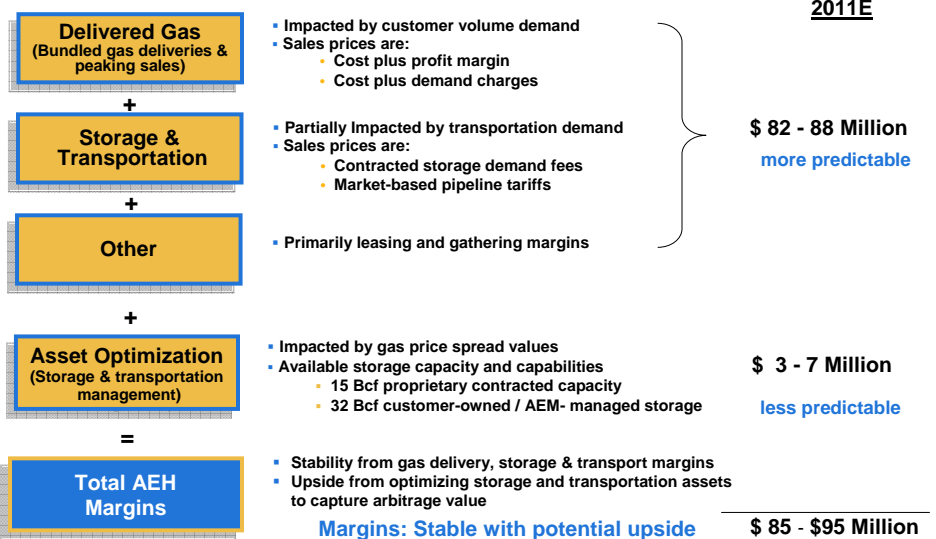 2011E
Delivered Gas
(Bundled gas deliveries &
peaking sales)
▪ Impacted by customer volume demand
▪ Sales prices are:
• Cost plus profit margin
• Cost plus demand charges
+
Storage &
Transportation
▪ Partially Impacted by transportation demand
▪ Sales prices are:
• Contracted storage demand fees
• Market-based pipeline tariffs
$ 82 - 88 Million
more predictable
+
Other
▪ Primarily leasing and gathering margins
+
Asset Optimization
(Storage & transportation
management)
▪ Impacted by gas price spread values
▪ Available storage capacity and capabilities
▪ 15 Bcf proprietary contracted capacity
▪ 32 Bcf customer-owned / AEM- managed storage
$ 3 - 7 Million
less predictable
=
Total AEH
Margins
▪ Stability from gas delivery, storage & transport margins
▪ Upside from optimizing storage and transportation assets
to capture arbitrage value
Margins: Stable with potential upside
$ 85 - $95 Million